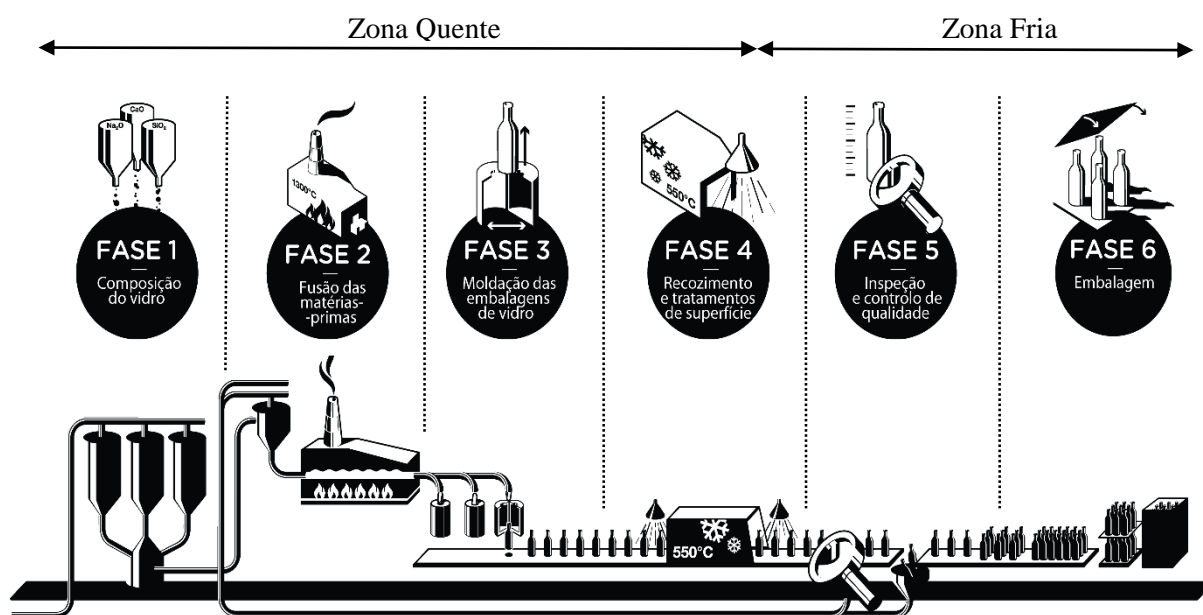 Zona Quente
Zona Fria
Na₂O
CaO
SiO₂
1300°C
550°C
FASE 1
Composição
do vidro
FASE 2
Fusão das
matérias-
-primas
FASE 3
Moldação das
embalagens
de vidro
FASE 4
Recozimento
e tratamentos
de superfície
FASE 5
Inspeção
e controlo de
qualidade
FASE 6
Embalagem
550°C